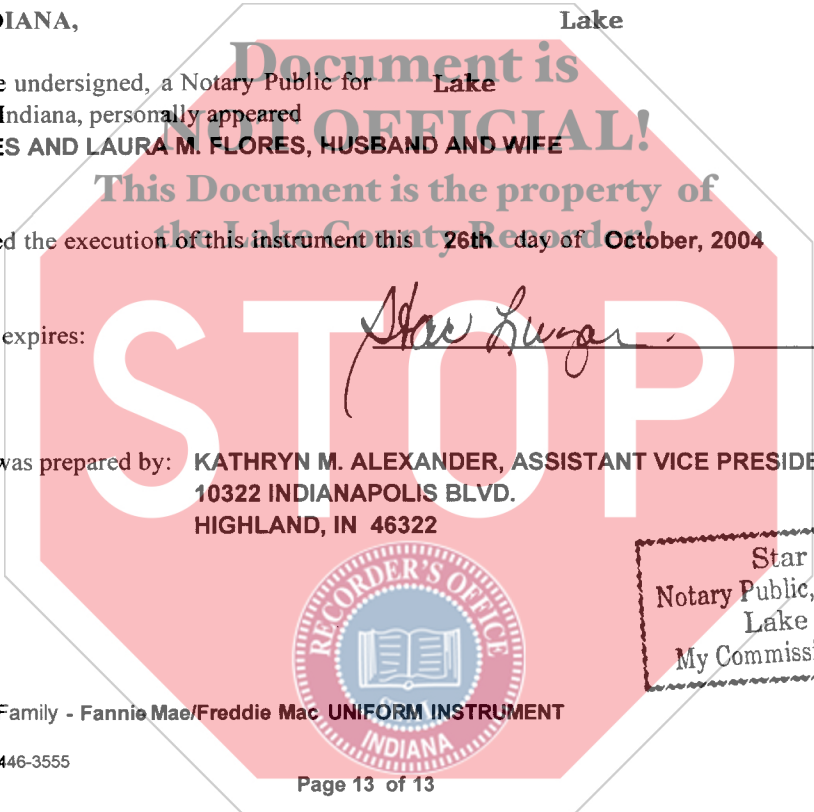 DIANA, Lake
Document is
e undersigned, a Notary Public for Lake
Indiana, personally appeared
NOT OFFICIAL!
ES AND LAURA M. FLORES, HUSBAND AND WIFE
This Document is the property of
the Lake County Recorder!
ed the execution of this instrument this 26th day of October, 2004
STOP
expires:
was prepared by: KATHRYN M. ALEXANDER, ASSISTANT VICE PRESIDE
10322 INDIANAPOLIS BLVD.
HIGHLAND, IN 46322
Star
Notary Public,
Lake
My Commiss
RECORDER'S OFFICE
INDIANA
Family - Fannie Mae/Freddie Mac UNIFORM INSTRUMENT
446-3555
Page 13 of 13